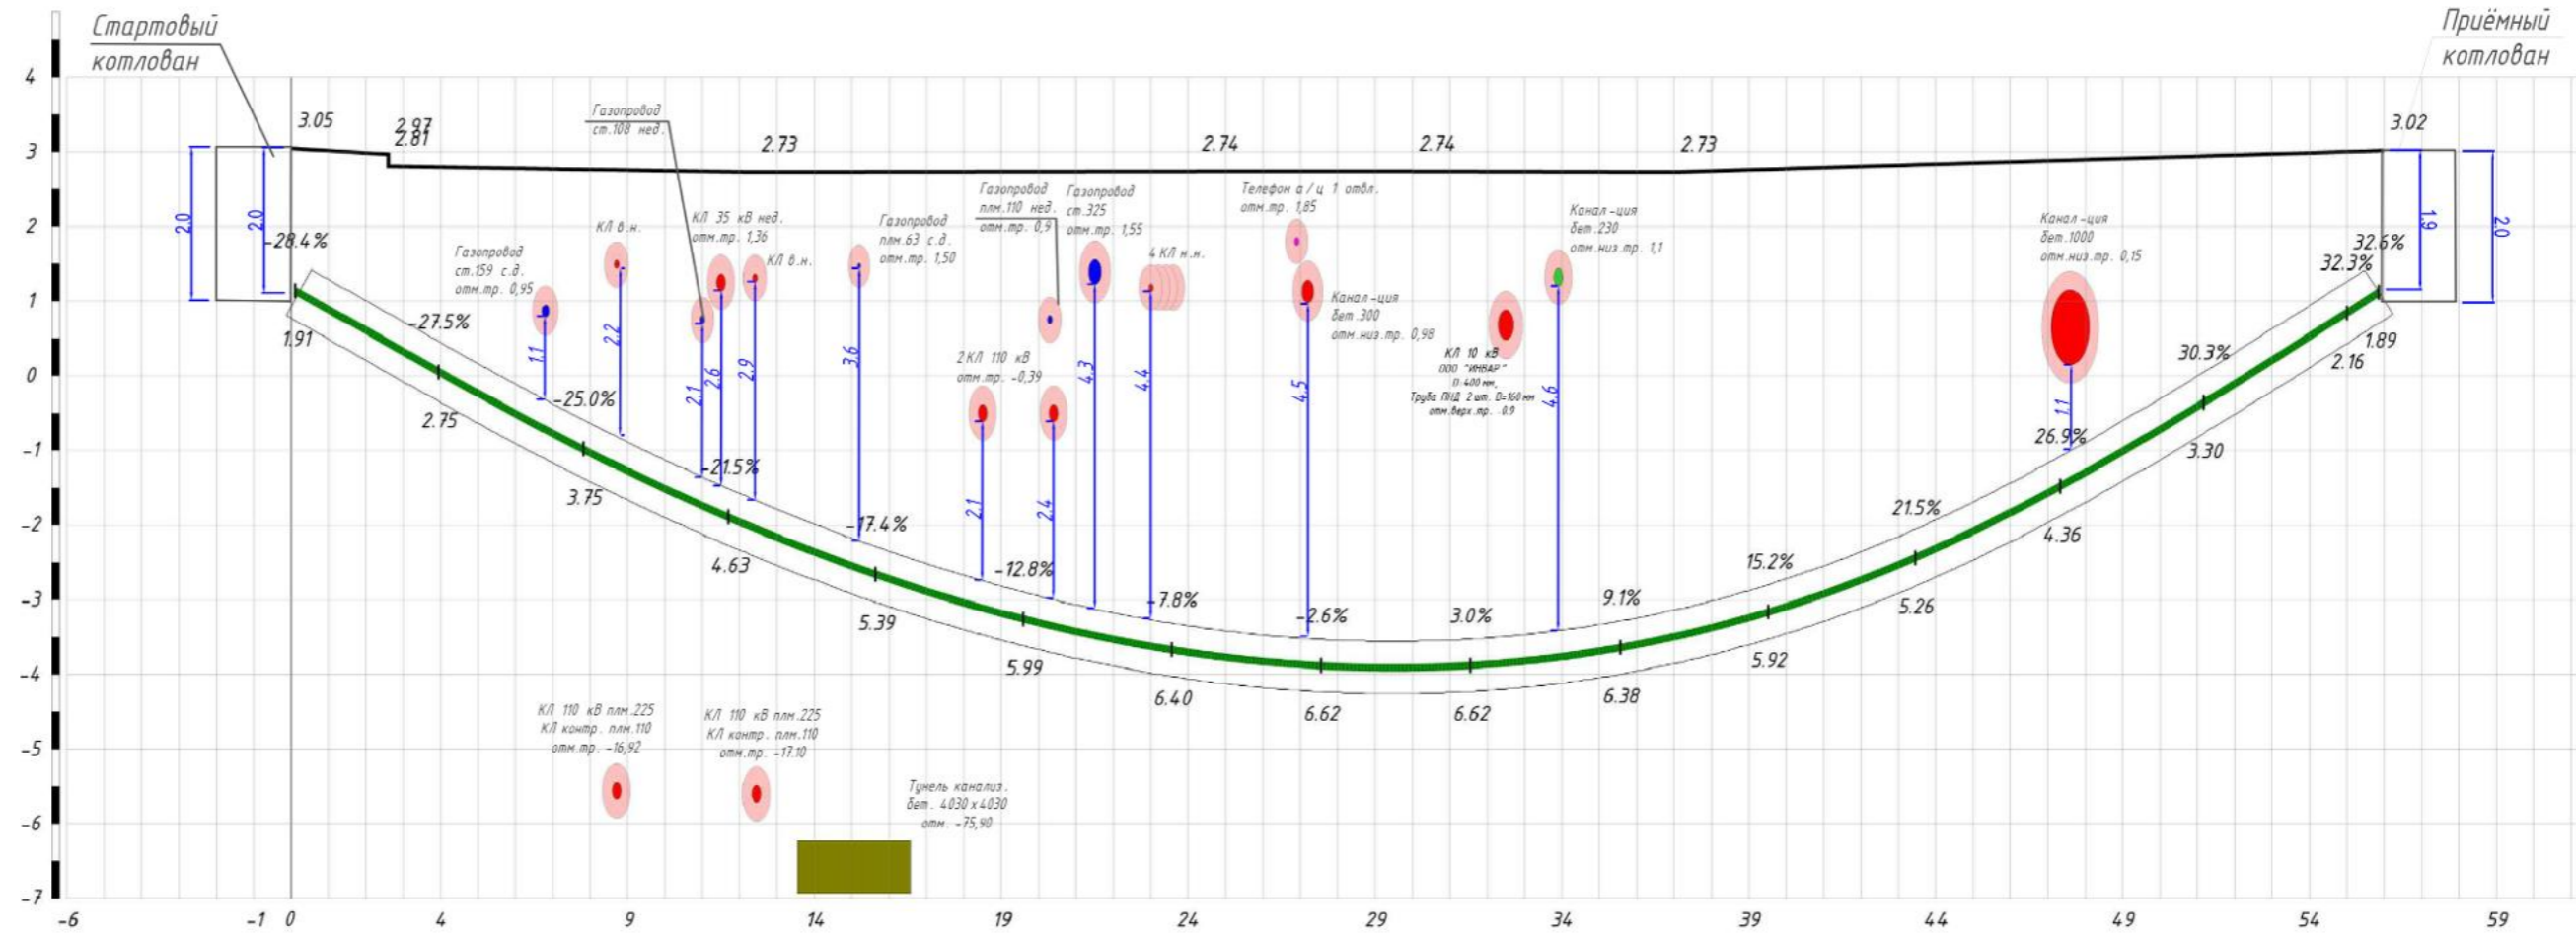 Стартовый
котлован
Приёмный
котлован
4
3
2
1
0
-1
-2
-3
-4
-5
-6
-7
3.05
2.97
2.81
2.73
2.74
2.74
2.73
3.02
Газопровод
ст.108 нед.
2.0
2.0
-28.4%
1.91
-27.5%
2.75
Газопровод
ст.159 с.д.
отм.тр. 0,95
1.1
-25.0%
3.75
КЛ в.н.
2.2
КЛ 35 кВ нед.
отм.тр. 1,36
КЛ в.н.
2.1
2.6
2.9
-21.5%
4.63
Газопровод
плм.63 с.д.
отм.тр. 1,50
3.6
-17.4%
5.39
Газопровод
плм.110 нед.
отм.тр. 0,9
Газопровод
ст.325
отм.тр. 1,55
2КЛ 110 кВ
отм.тр. -0,39
2.1
2.4
4.3
-12.8%
5.99
4 КЛ н.н.
4.4
-7.8%
6.40
Телефон а/ц 1 отвл.
отм.тр. 1,85
Канал-ция
бет.300
отм.низ.тр. 0,98
4.5
-2.6%
6.62
КЛ 10 кВ
ООО "ИНВАР"
D.400 мм,
Труба ПНД 2 шт. D=160 мм
отм.верх.тр. -0.9
3.0%
6.62
Канал-ция
бет.230
отм.низ.тр. 1,1
4.6
9.1%
6.38
15.2%
5.92
21.5%
5.26
Канал-ция
бет.1000
отм.низ.тр. 0,15
1.1
26.9%
4.36
30.3%
3.30
32.3%
2.16
32.6%
1.89
1.9
2.0
КЛ 110 кВ плм.225
КЛ контр. плм.110
отм.тр. -16,92
КЛ 110 кВ плм.225
КЛ контр. плм.110
отм.тр. -17.10
Тунель канализ.
бет. 4030х4030
отм. -75,90
-6
-1
0
4
9
14
19
24
29
34
39
44
49
54
59